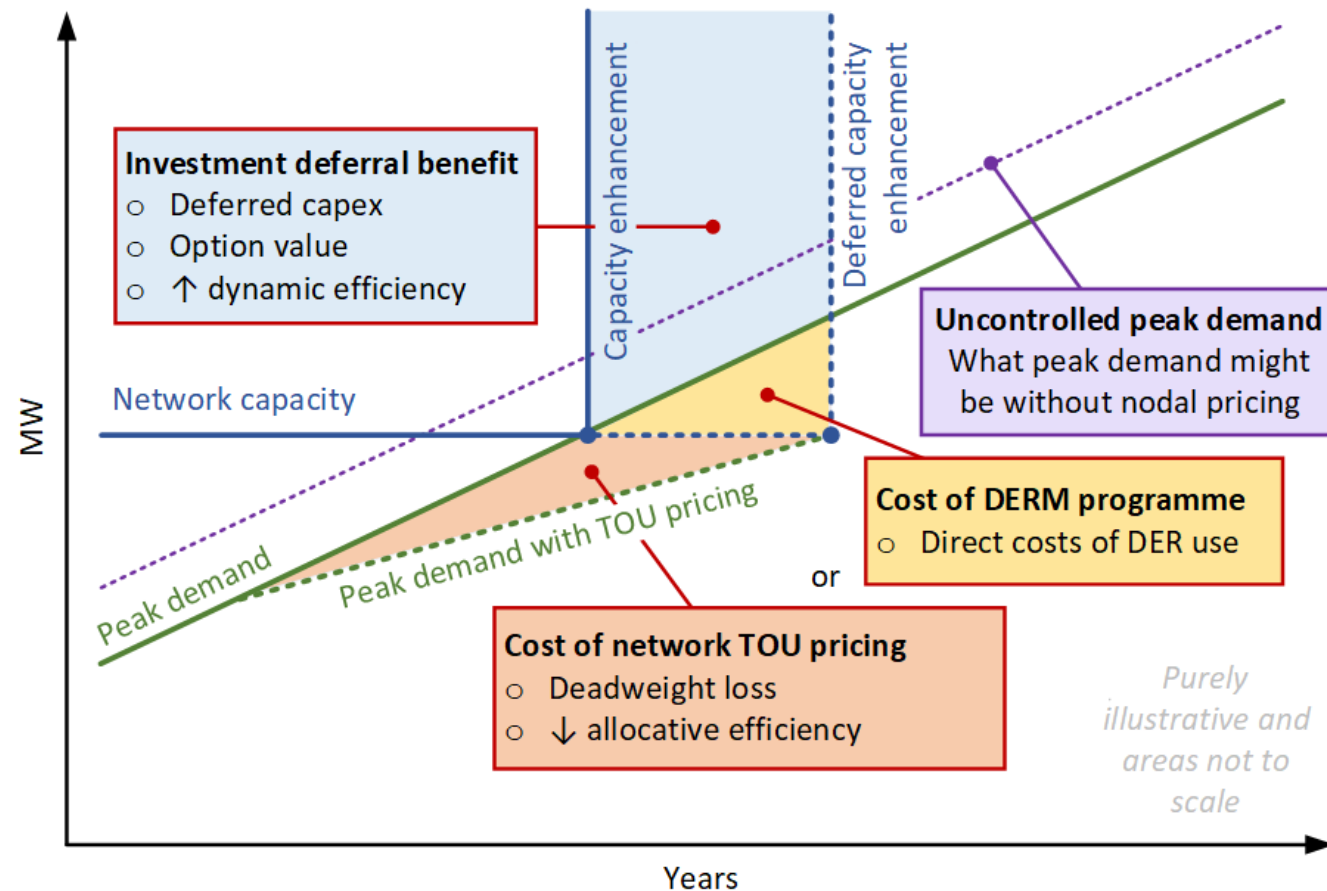 Capacity enhancement
Deferred capacity
enhancement
Investment deferral benefit
o Deferred capex
o Option value
o ↑ dynamic efficiency
Uncontrolled peak demand
What peak demand might
be without nodal pricing
Network capacity
MW
Cost of DERM programme
o Direct costs of DER use
Peak demand with TOU pricing
Peak demand
or
Cost of network TOU pricing
o Deadweight loss
o ↓ allocative efficiency
Purely
illustrative and
areas not to
scale
Years